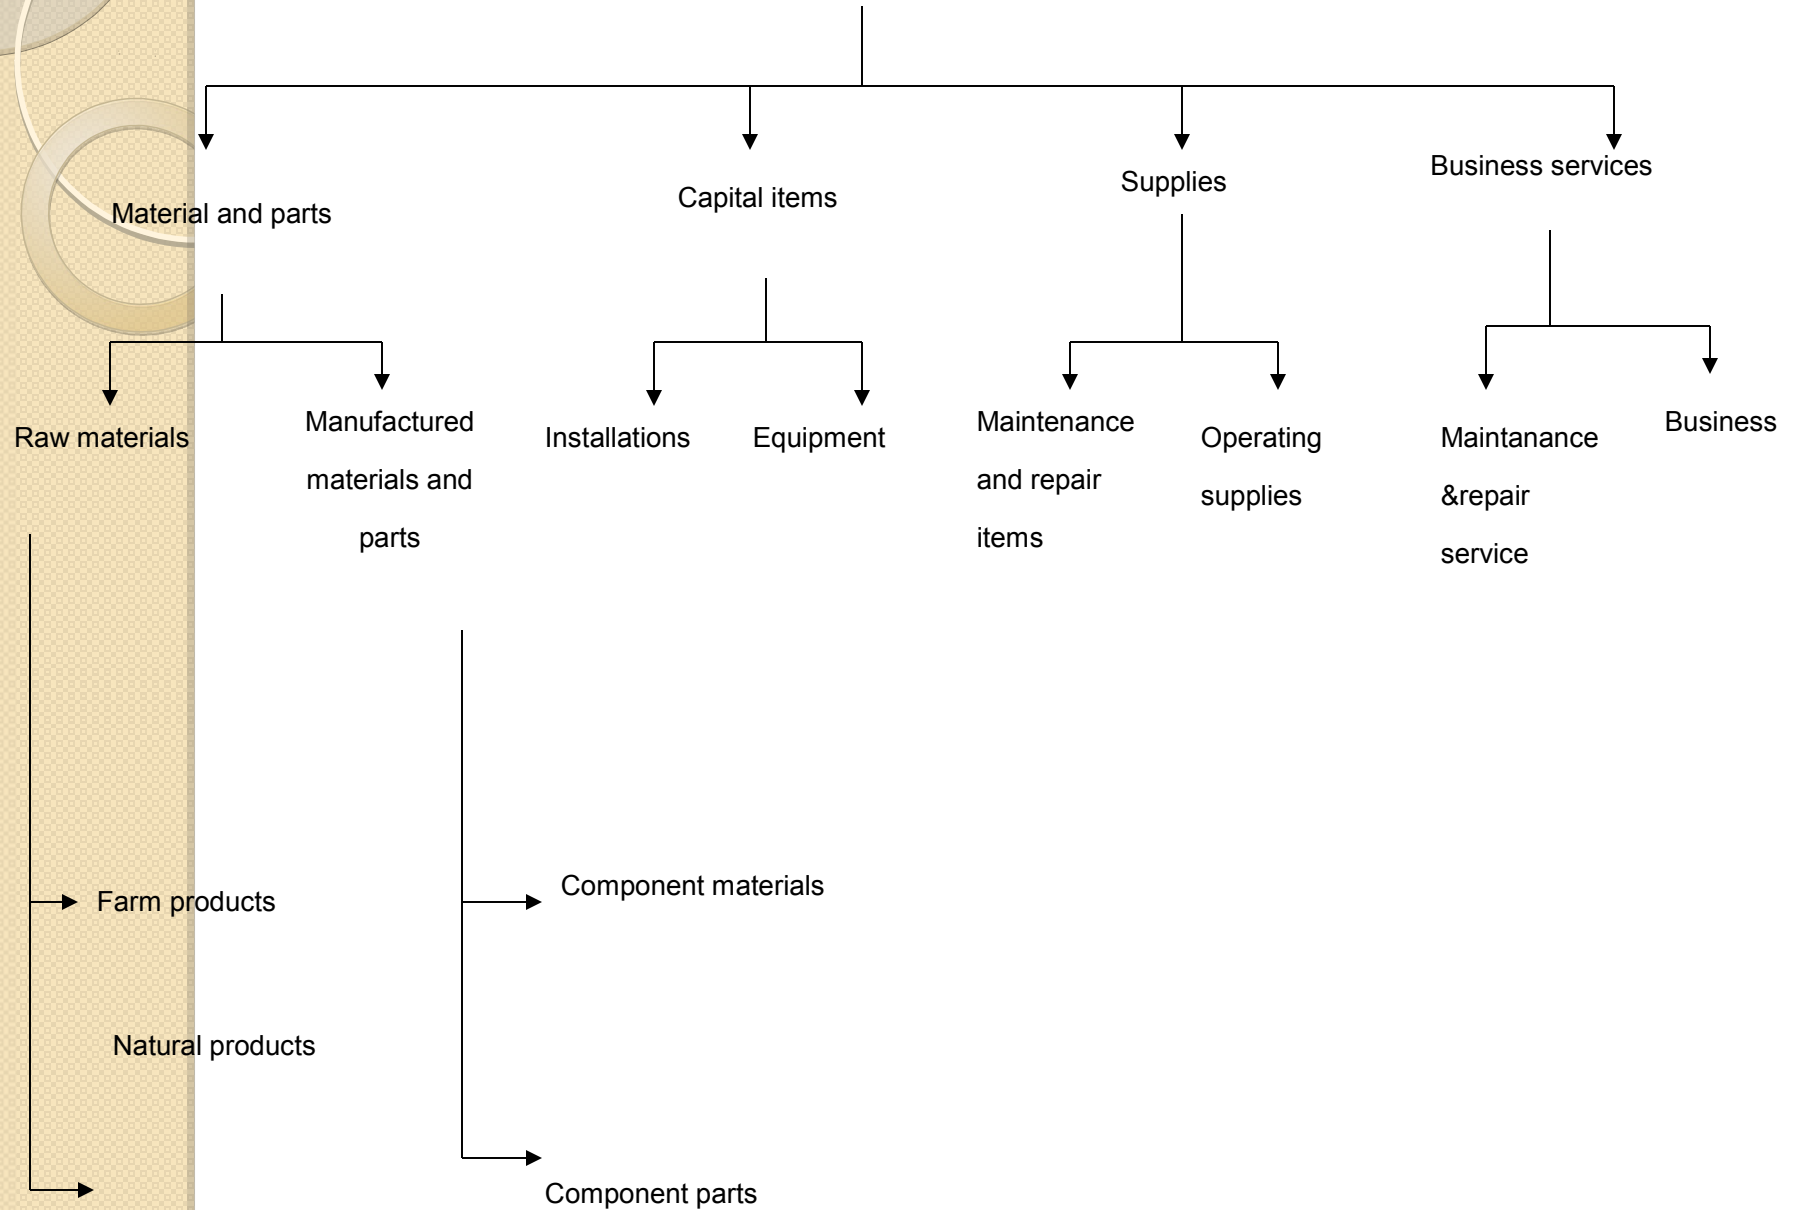 Material and parts
Capital items
Supplies
Business services
Raw materials
Manufactured
materials and
parts
Installations
Equipment
Maintenance
and repair
items
Operating
supplies
Maintanance
&repair
service
Business
Farm products
Natural products
Component materials
Component parts